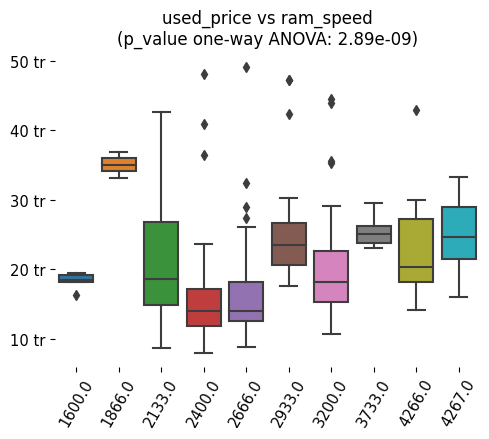 used_price vs ram_speed
(p_value one-way ANOVA: 2.89e-09)
50 tr
40 tr
30 tr
20 tr
10 tr
1600.0 1866.0 2133.0 2400.0 2666.0 2933.0 3200.0 3733.0 4266.0 4267.0